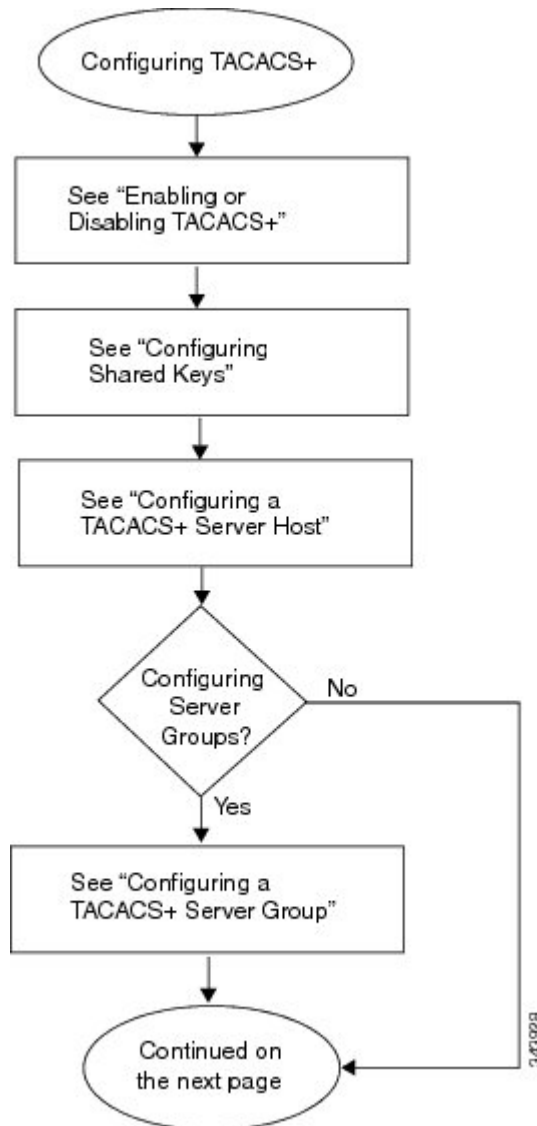 Configuring TACACS+
See “Enabling or
Disabling TACACS+”
See “Configuring
Shared Keys”
See “Configuring a
TACACS+ Server Host”
Configuring
Server
Groups?
No
Yes
See “Configuring a
TACACS+ Server Group”
Continued on
the next page